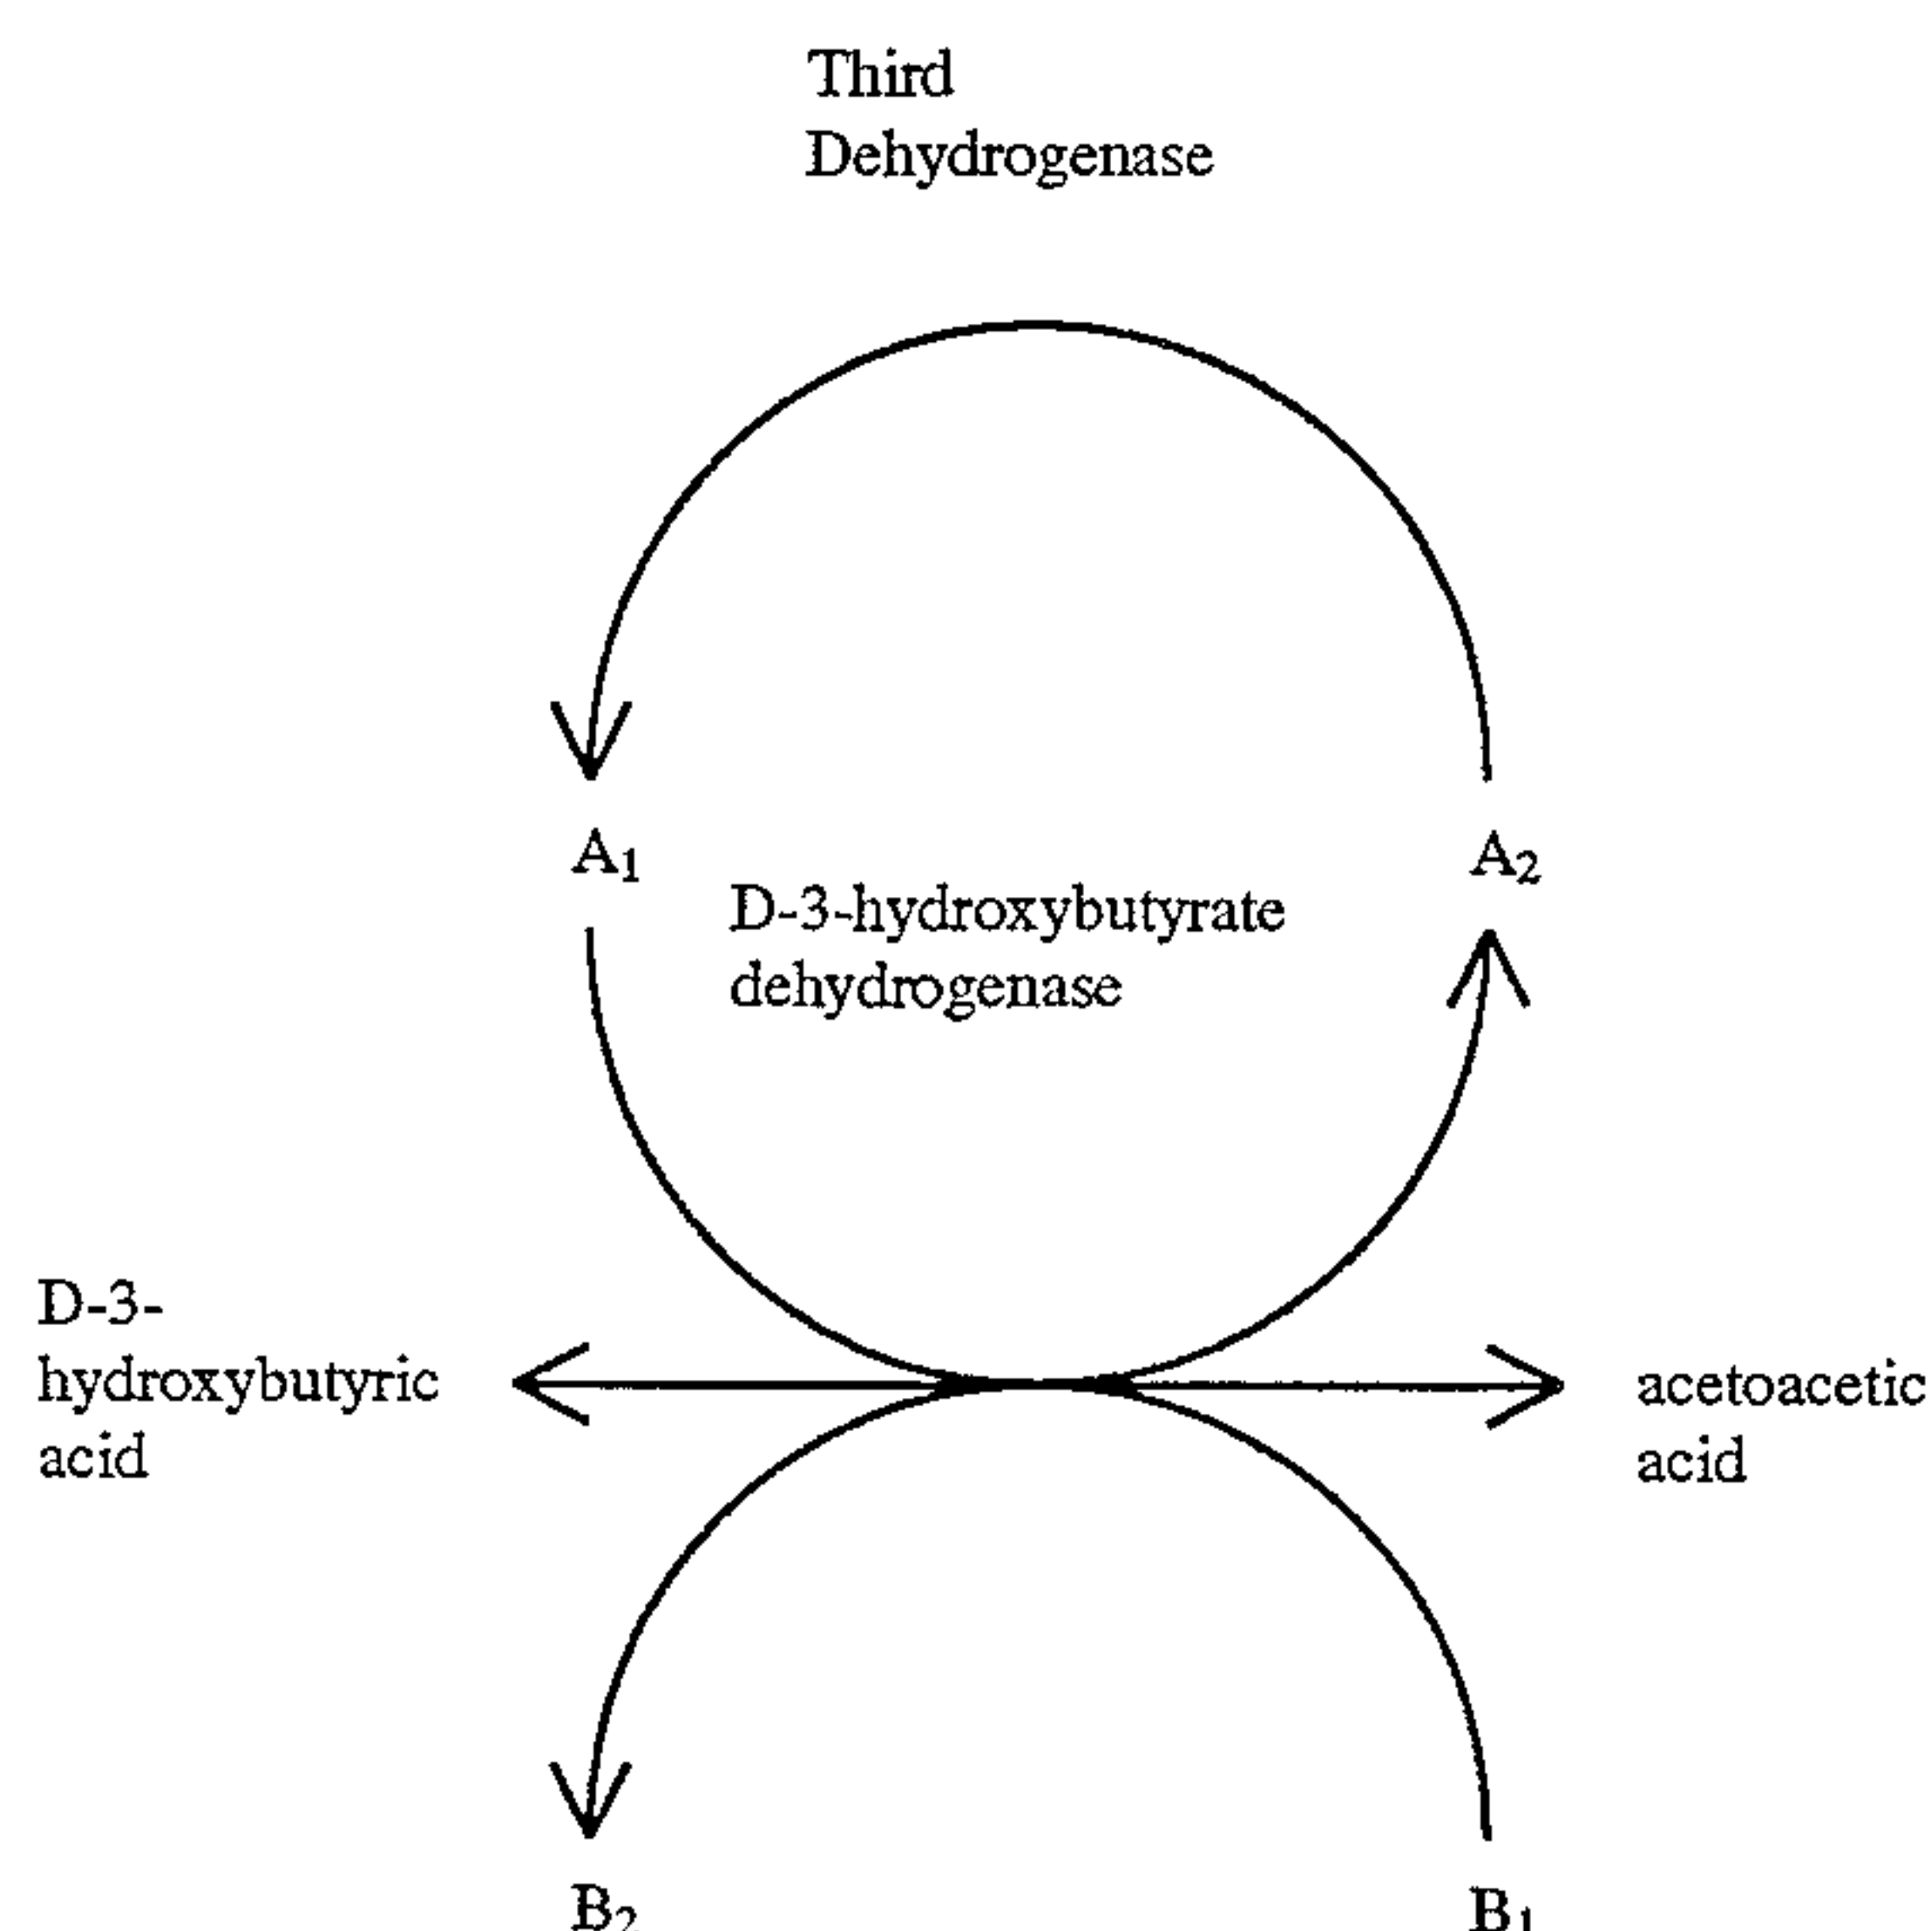 Third
Dehydrogenase
A₁
A₂
D-3-hydroxybutyrate
dehydrogenase
D-3-
hydroxybutyric
acid
acetoacetic
acid
B₂
B₁